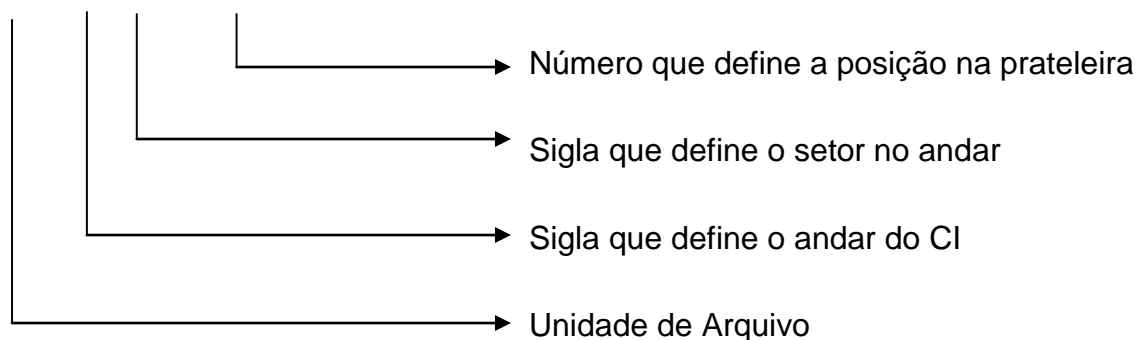 Número que define a posição na prateleira
Sigla que define o setor no andar
Sigla que define o andar do CI
Unidade de Arquivo